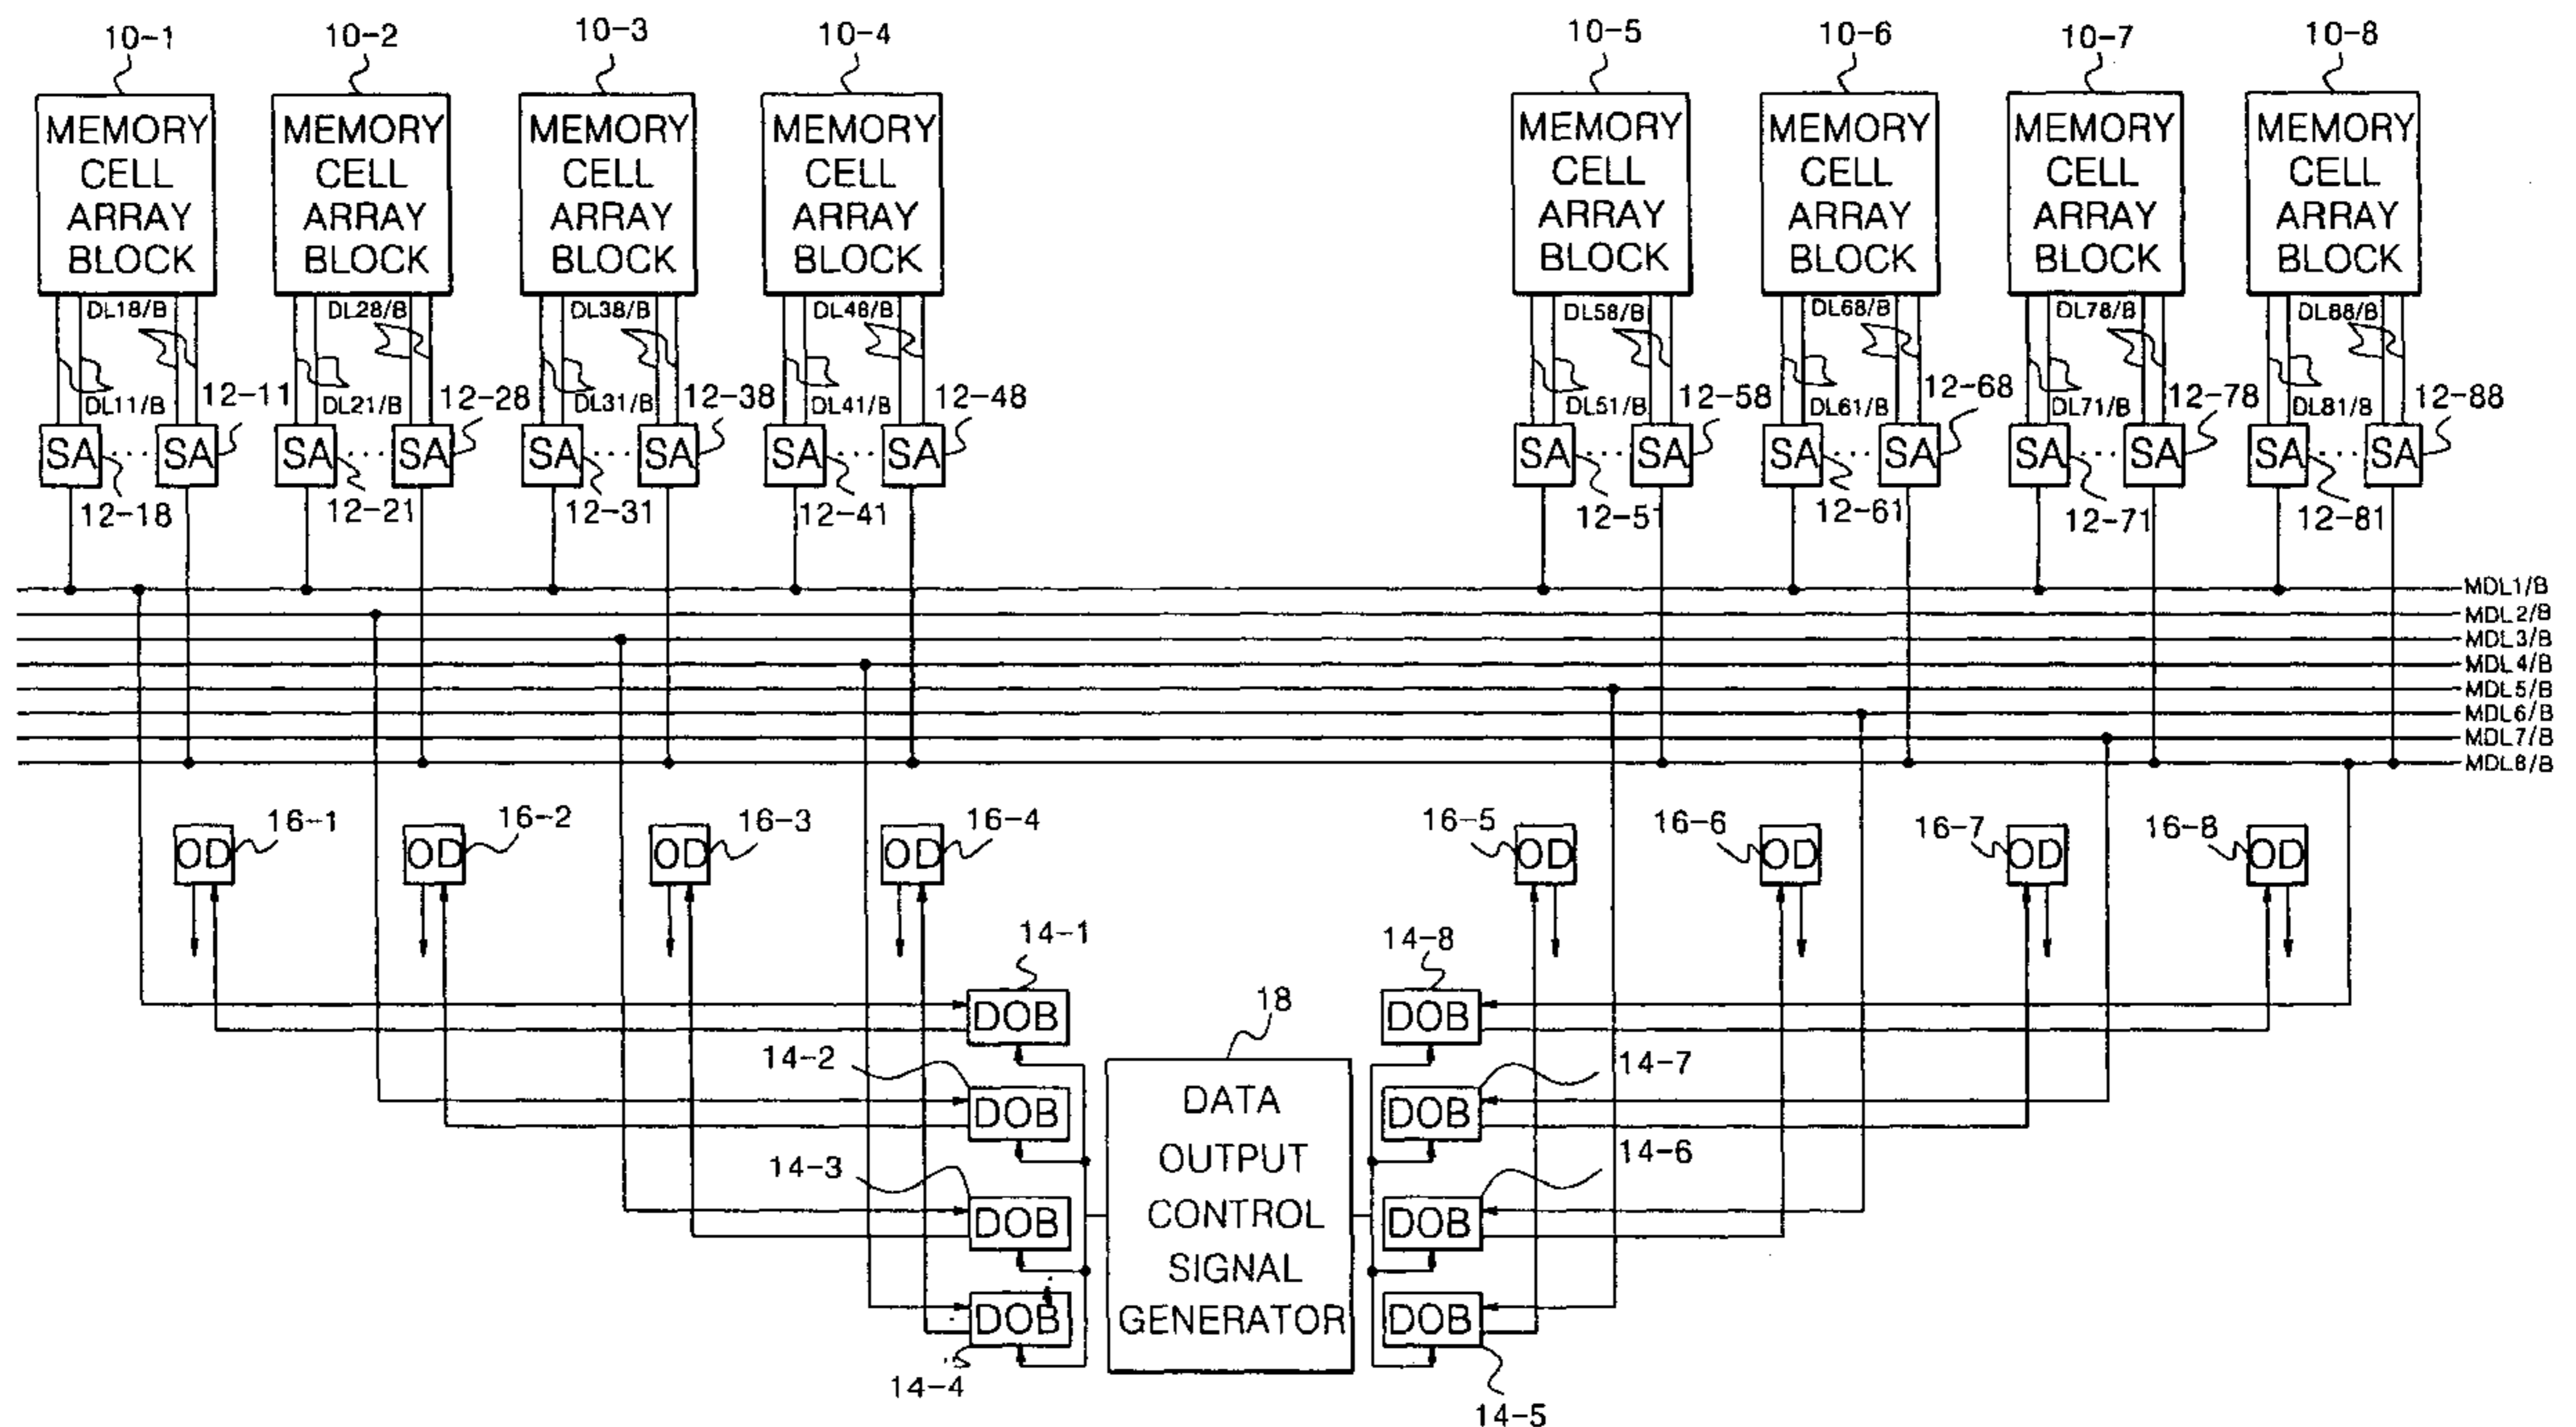 10-1 10-2 10-3 10-4 10-5 10-6 10-7 10-8
MEMORY CELL ARRAY BLOCK
MEMORY CELL ARRAY BLOCK
MEMORY CELL ARRAY BLOCK
MEMORY CELL ARRAY BLOCK
MEMORY CELL ARRAY BLOCK
MEMORY CELL ARRAY BLOCK
MEMORY CELL ARRAY BLOCK
MEMORY CELL ARRAY BLOCK
DL18/B DL28/B DL38/B DL48/B DL58/B DL68/B DL78/B DL88/B
DL11/B 12-11 DL21/B 12-28 DL31/B 12-38 DL41/B 12-48 DL51/B 12-58 DL61/B 12-68 DL71/B 12-78 DL81/B 12-88
SA ... SA SA ... SA SA ... SA SA ... SA SA ... SA SA ... SA SA ... SA SA ... SA
12-18 12-21 12-31 12-41 12-51 12-61 12-71 12-81
MDL1/B
MDL2/B
MDL3/B
MDL4/B
MDL5/B
MDL6/B
MDL7/B
MDL8/B
16-1 16-2 16-3 16-4 16-5 16-6 16-7 16-8
OD OD OD OD OD OD OD OD
14-1 14-8
DOB 18 DOB
14-2 14-7
DOB DOB
14-3 14-6
DOB DOB
DOB DOB
14-4 14-5
DATA
OUTPUT
CONTROL
SIGNAL
GENERATOR